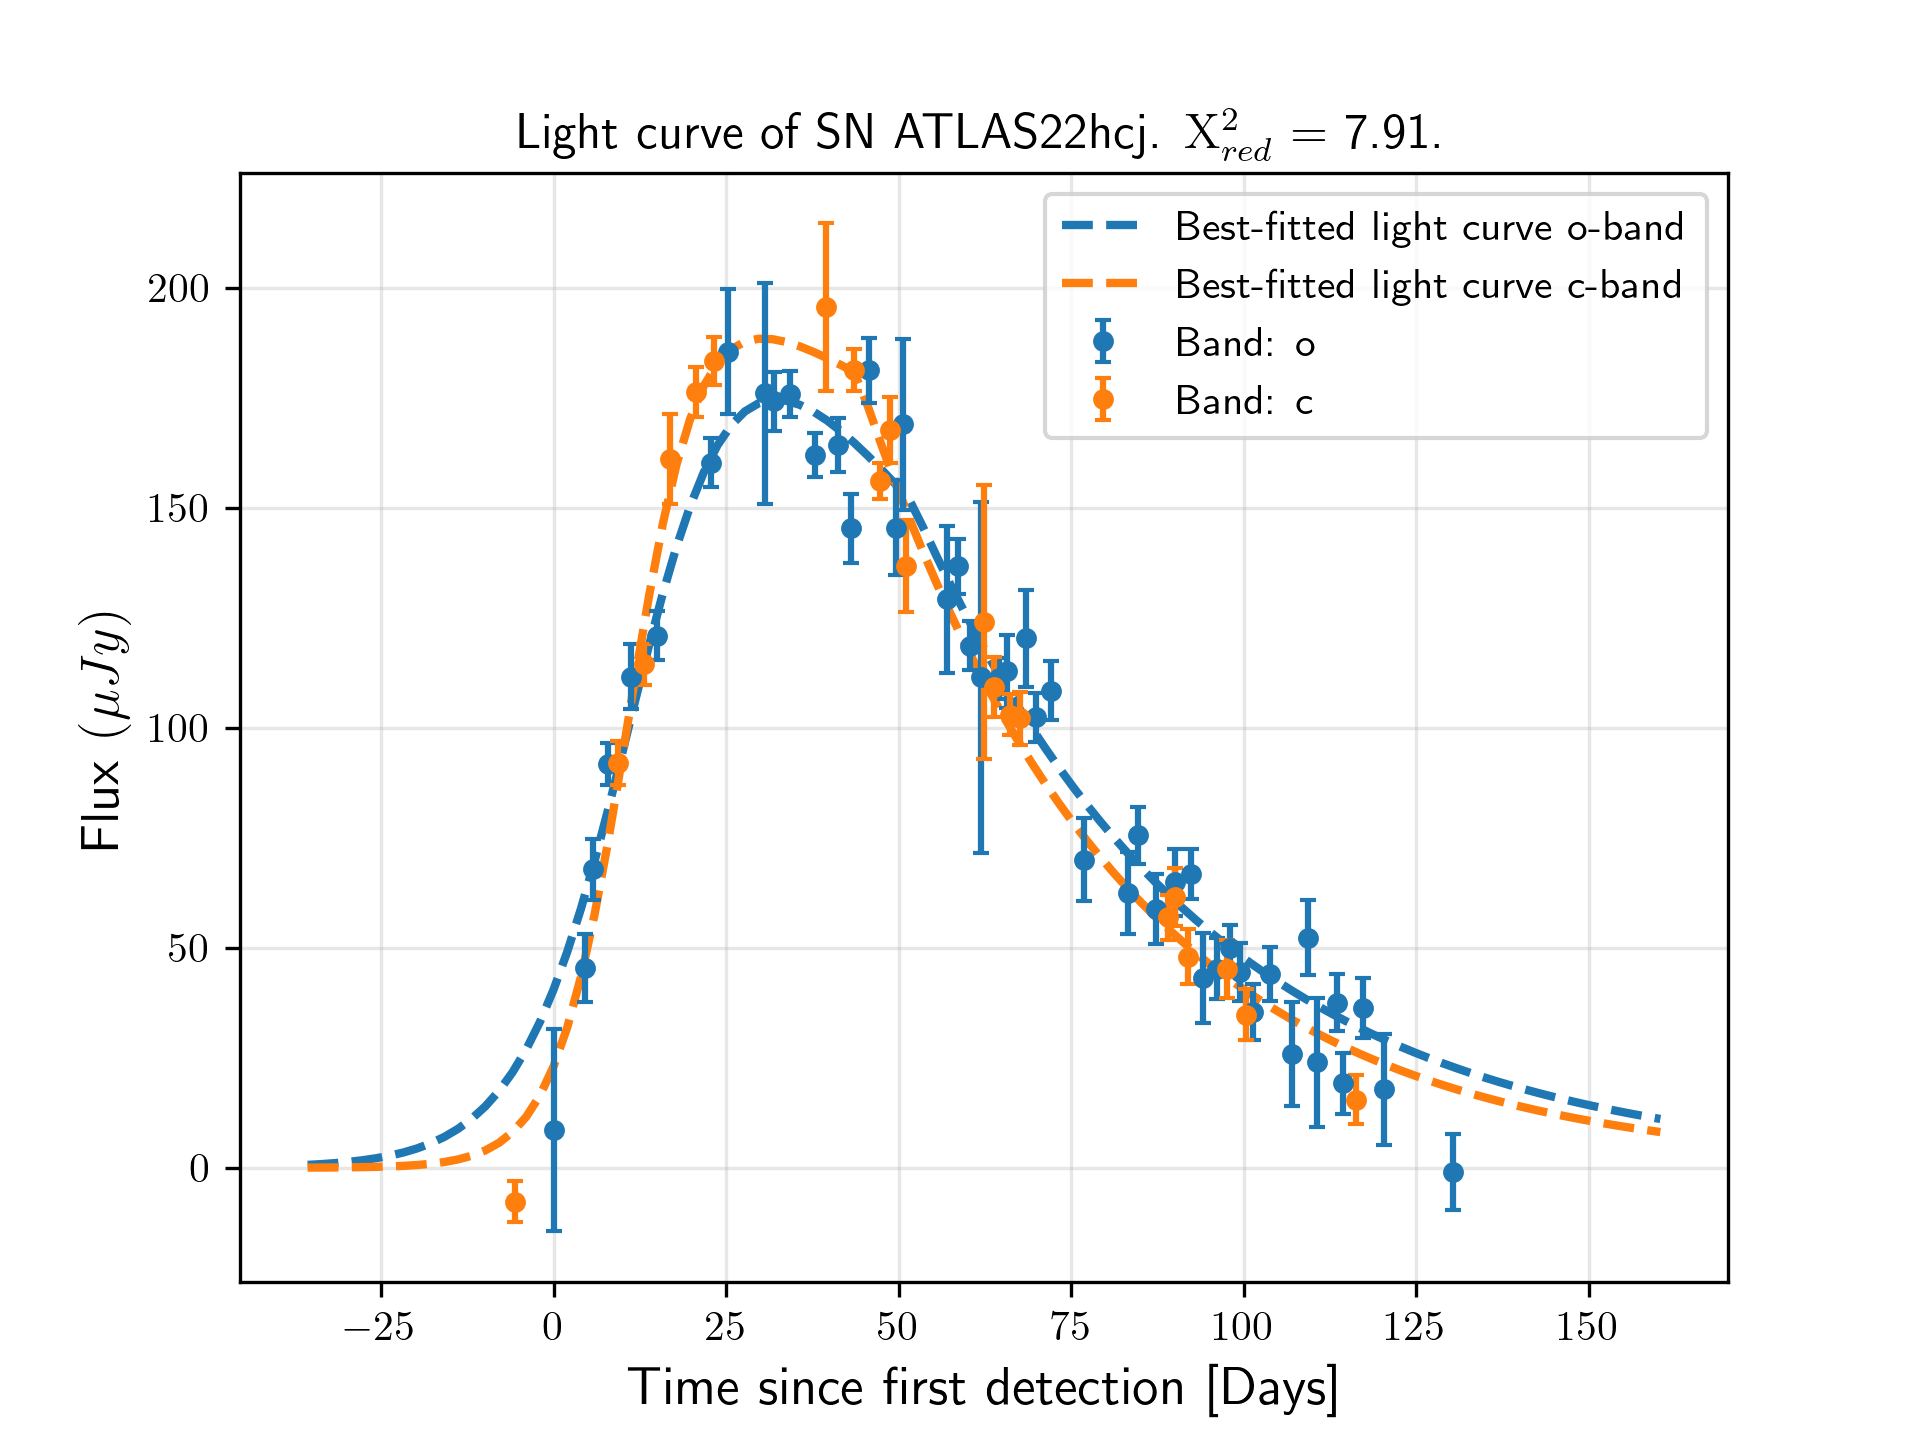 Light curve of SN ATLAS22hcj. X²_red = 7.91.
Best-fitted light curve o-band
Best-fitted light curve c-band
Band: o
Band: c
Flux (μJy)
200
150
100
50
0
−25 0 25 50 75 100 125 150
Time since first detection [Days]